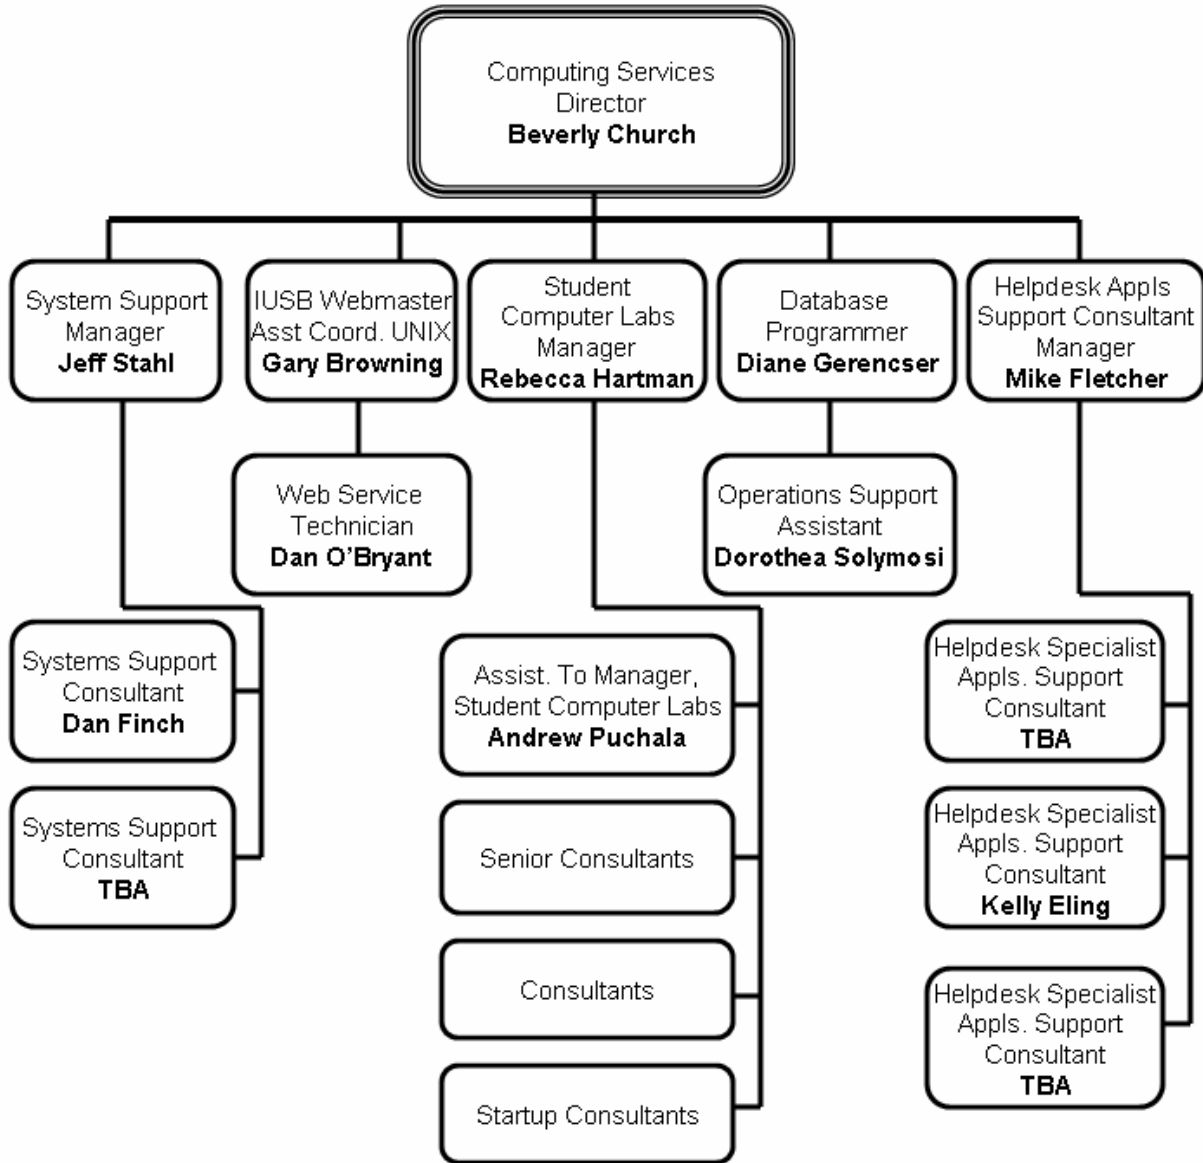 Computing Services
Director
Beverly Church
System Support
Manager
Jeff Stahl
IUSB Webmaster
Asst Coord. UNIX
Gary Browning
Student
Computer Labs
Manager
Rebecca Hartman
Database
Programmer
Diane Gerencser
Helpdesk Appls
Support Consultant
Manager
Mike Fletcher
Web Service
Technician
Dan O'Bryant
Operations Support
Assistant
Dorothea Solymosi
Systems Support
Consultant
Dan Finch
Systems Support
Consultant
TBA
Assist. To Manager,
Student Computer Labs
Andrew Puchala
Senior Consultants
Consultants
Startup Consultants
Helpdesk Specialist
Appls. Support
Consultant
TBA
Helpdesk Specialist
Appls. Support
Consultant
Kelly Eling
Helpdesk Specialist
Appls. Support
Consultant
TBA